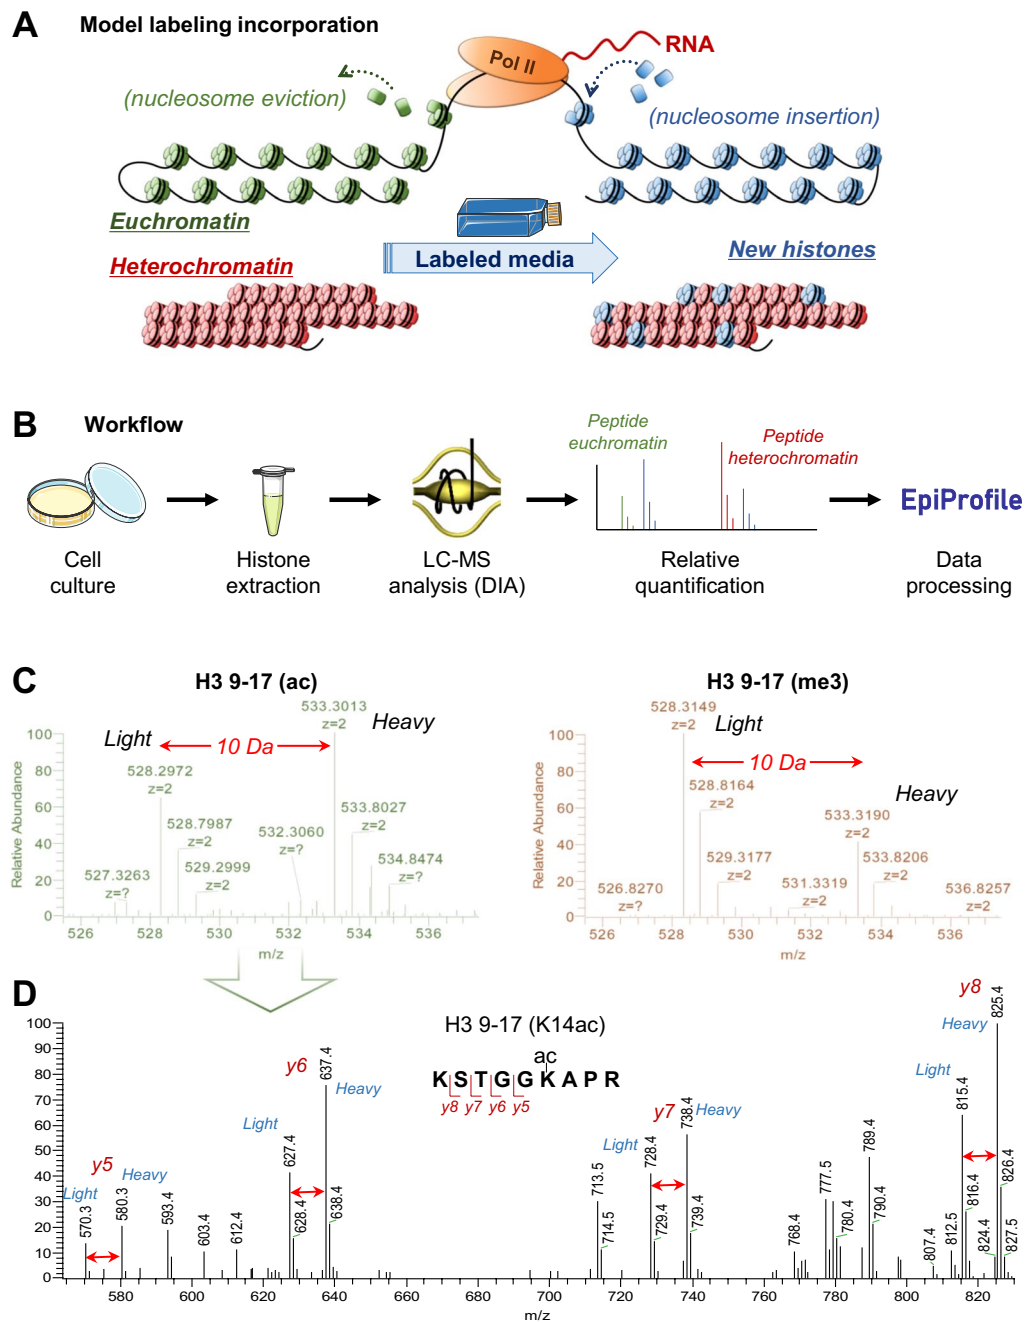 A
Model labeling incorporation
Pol II
RNA
(nucleosome eviction)
(nucleosome insertion)
Euchromatin
Labeled media
New histones
Heterochromatin
B
Workflow
Peptide
euchromatin
Peptide
heterochromatin
EpiProfile
Cell
culture
Histone
extraction
LC-MS
analysis (DIA)
Relative
quantification
Data
processing
C
H3 9-17 (ac)
533.3013
z=2
Heavy
Light
10 Da
528.2972
z=2
528.7987
z=2
529.2999
z=2
527.3263
z=?
532.3060
z=?
533.8027
z=2
534.8474
z=?
Relative Abundance
100
80
60
40
20
0
526 528 530 532 534 536
m/z
H3 9-17 (me3)
528.3149
z=2
Light
10 Da
Heavy
528.8164
z=2
533.3190
z=2
529.3177
z=2
533.8206
z=2
526.8270
z=?
531.3319
z=2
536.8257
z=2
Relative Abundance
100
80
60
40
20
0
526 528 530 532 534 536
m/z
D
H3 9-17 (K14ac)
ac
K S T G G K A P R
y8 y7 y6 y5
100
90
80
70
60
50
40
30
20
10
0
y5
Light
570.3
Heavy
580.3
593.4
603.4
612.4
y6
Light
627.4
628.4
637.4
Heavy
638.4
713.5
714.5
y7
Light
728.4
729.4
738.4
Heavy
739.4
768.4
777.5
780.4
789.4
790.4
807.4
812.5
y8
Light
815.4
816.4
824.4
Heavy
825.4
826.4
827.5
580 600 620 640 660 680 700 720 740 760 780 800 820
m/z